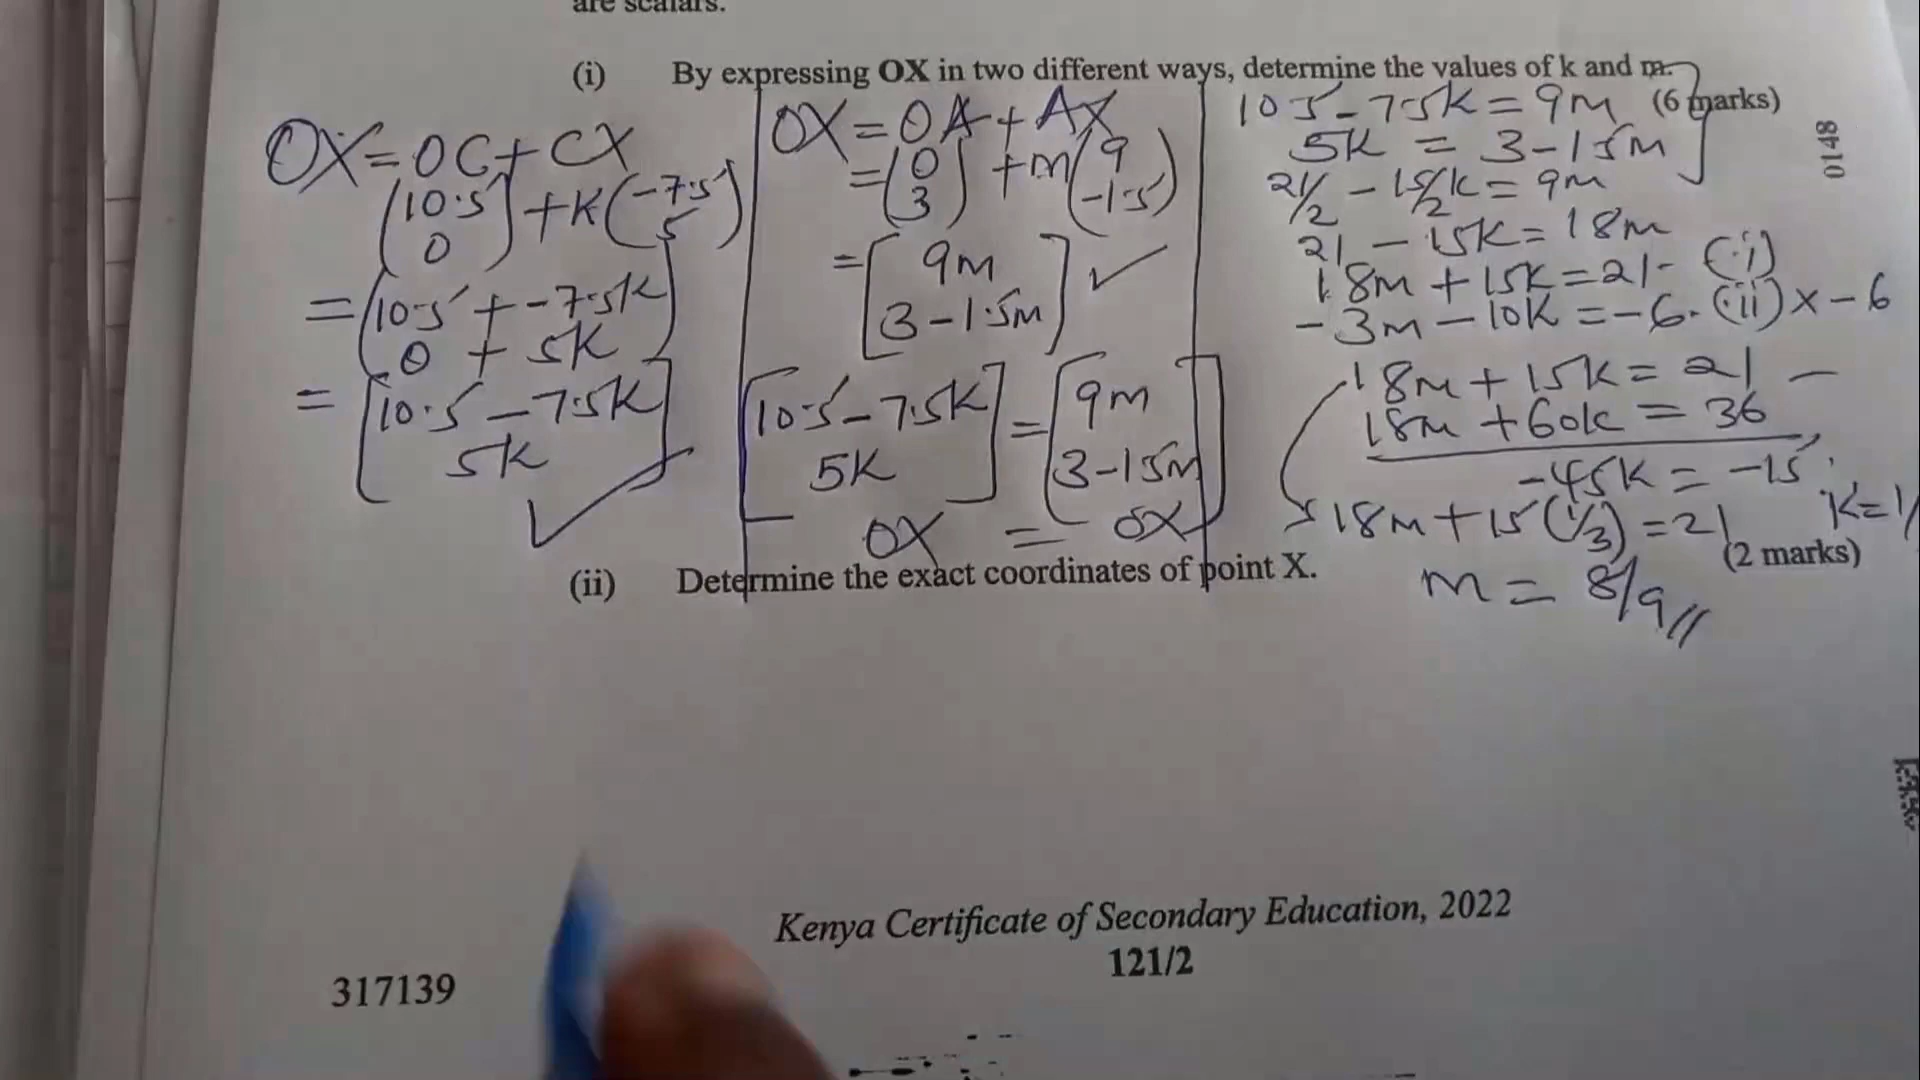 are scalars.
(i) By expressing OX in two different ways, determine the values of k and m.
(6 marks)
OX = OC + CX
(10.5
0) + K(-7.5
5)
= (10.5 + -7.5K
0 + 5K)
= [10.5 - 7.5K
5K]
OX = OA + AX
= (0
3) + m(9
-1.5)
= [9m
3 - 1.5m]
[10.5 - 7.5K
5K] = [9m
3 - 1.5m]
OX = OX
10.5 - 7.5K = 9m
5K = 3 - 1.5m
21/2 - 15/2 K = 9m
21 - 15K = 18m
18m + 15K = 21 - (i)
-3m - 10K = -6. (ii) x - 6
18m + 15K = 21 -
18m + 60K = 36
-45K = -15
18m + 15(1/3) = 21
K = 1/
m = 8/9//
0148
(ii) Determine the exact coordinates of point X.
(2 marks)
Kenya Certificate of Secondary Education, 2022
121/2
317139